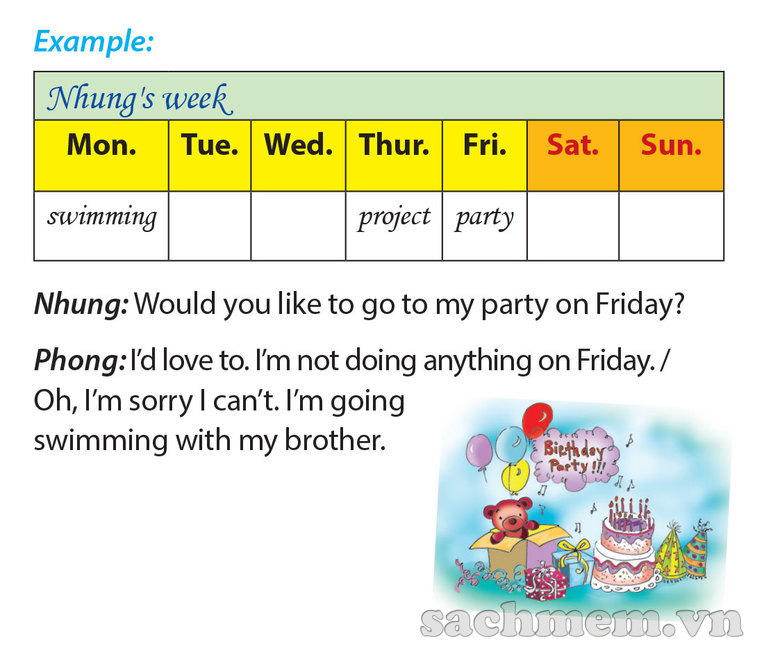 Example:
Nhung's week
Mon. Tue. Wed. Thur. Fri. Sat. Sun.
swimming project party
Nhung: Would you like to go to my party on Friday?
Phong: I'd love to. I'm not doing anything on Friday. /
Oh, I'm sorry I can't. I'm going
swimming with my brother.
Birthday
Party!!!
sachmem.vn